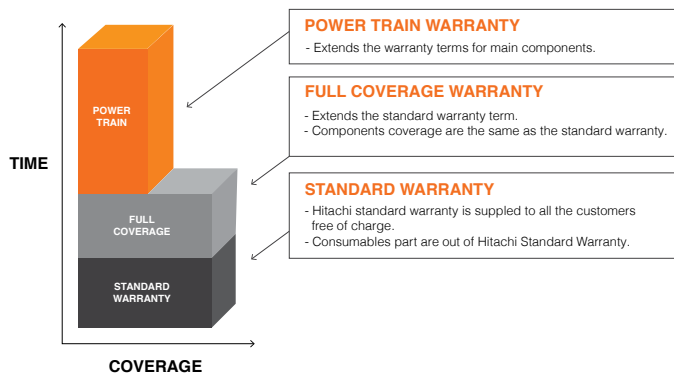 POWER TRAIN WARRANTY
- Extends the warranty terms for main components.
FULL COVERAGE WARRANTY
- Extends the standard warranty term.
- Components coverage are the same as the standard warranty.
STANDARD WARRANTY
- Hitachi standard warranty is suppled to all the customers
free of charge.
- Consumables part are out of Hitachi Standard Warranty.
TIME
POWER
TRAIN
FULL
COVERAGE
STANDARD
WARRANTY
COVERAGE